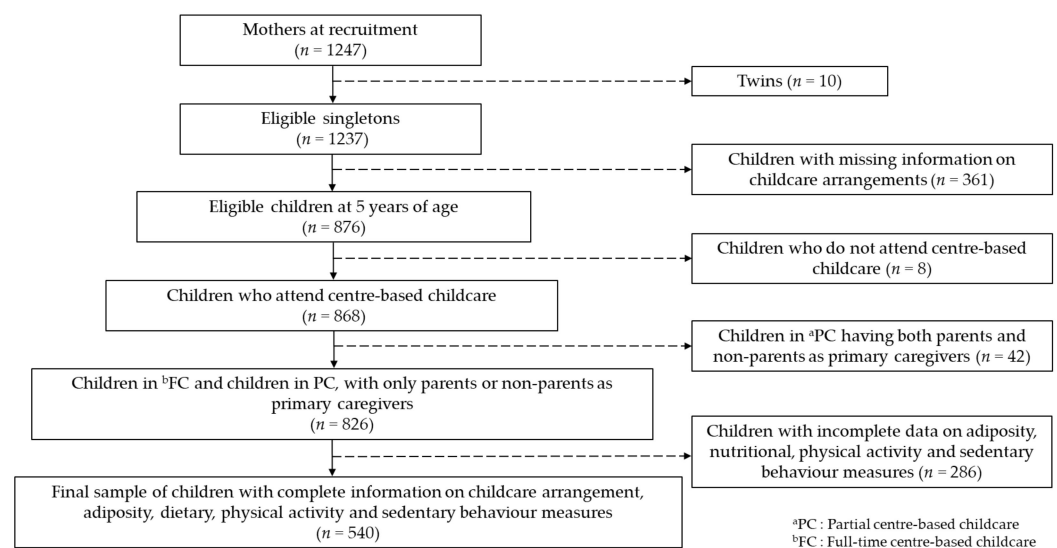 Mothers at recruitment
(n = 1247)
Twins (n = 10)
Eligible singletons
(n = 1237)
Children with missing information on
childcare arrangements (n = 361)
Eligible children at 5 years of age
(n = 876)
Children who do not attend centre-based
childcare (n = 8)
Children who attend centre-based childcare
(n = 868)
Children in ᵃPC having both parents and
non-parents as primary caregivers (n = 42)
Children in ᵇFC and children in PC, with only parents or non-parents as
primary caregivers
(n = 826)
Children with incomplete data on adiposity,
nutritional, physical activity and sedentary
behaviour measures (n = 286)
Final sample of children with complete information on childcare arrangement,
adiposity, dietary, physical activity and sedentary behaviour measures
(n = 540)
ᵃPC : Partial centre-based childcare
ᵇFC : Full-time centre-based childcare